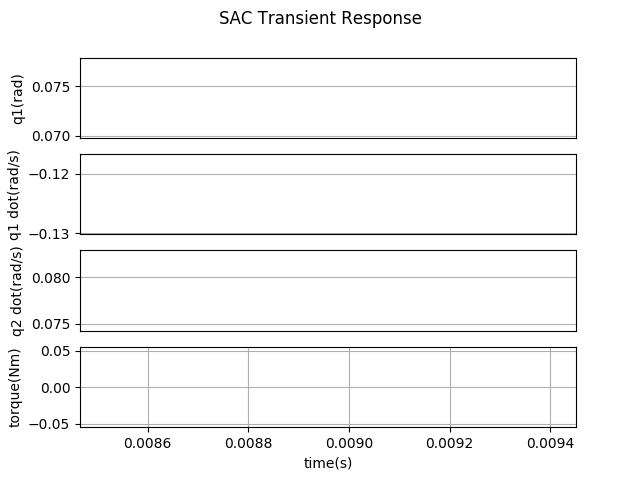 SAC Transient Response
q1(rad)
0.075
0.070
q1 dot(rad/s)
−0.12
−0.13
q2 dot(rad/s)
0.080
0.075
torque(Nm)
0.05
0.00
−0.05
0.0086 0.0088 0.0090 0.0092 0.0094
time(s)